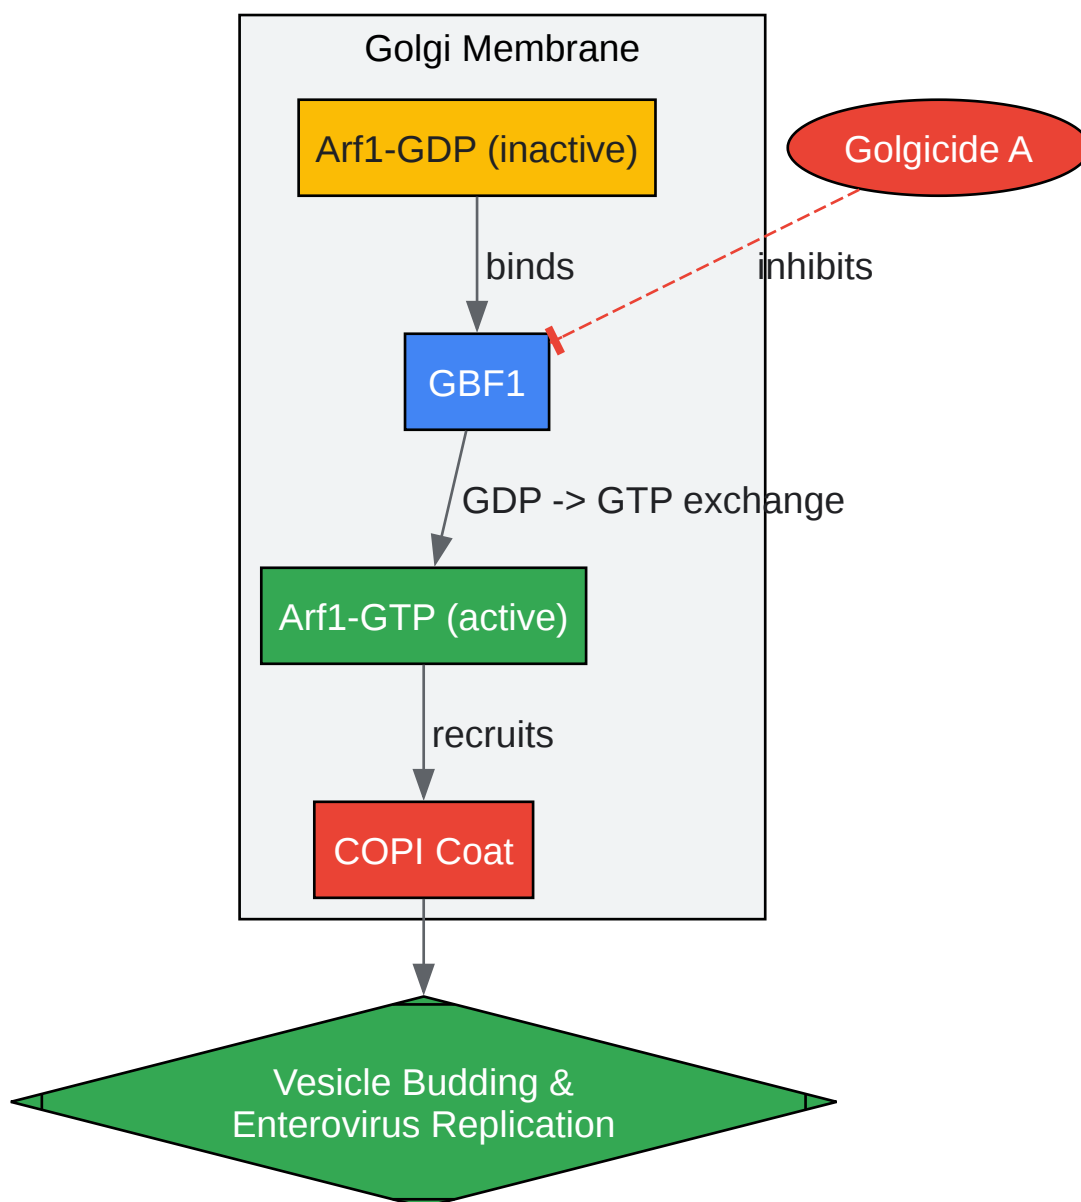 Golgi Membrane
Arf1-GDP (inactive)
Golgicide A
binds
inhibits
GBF1
GDP -> GTP exchange
Arf1-GTP (active)
recruits
COPI Coat
Vesicle Budding &
Enterovirus Replication